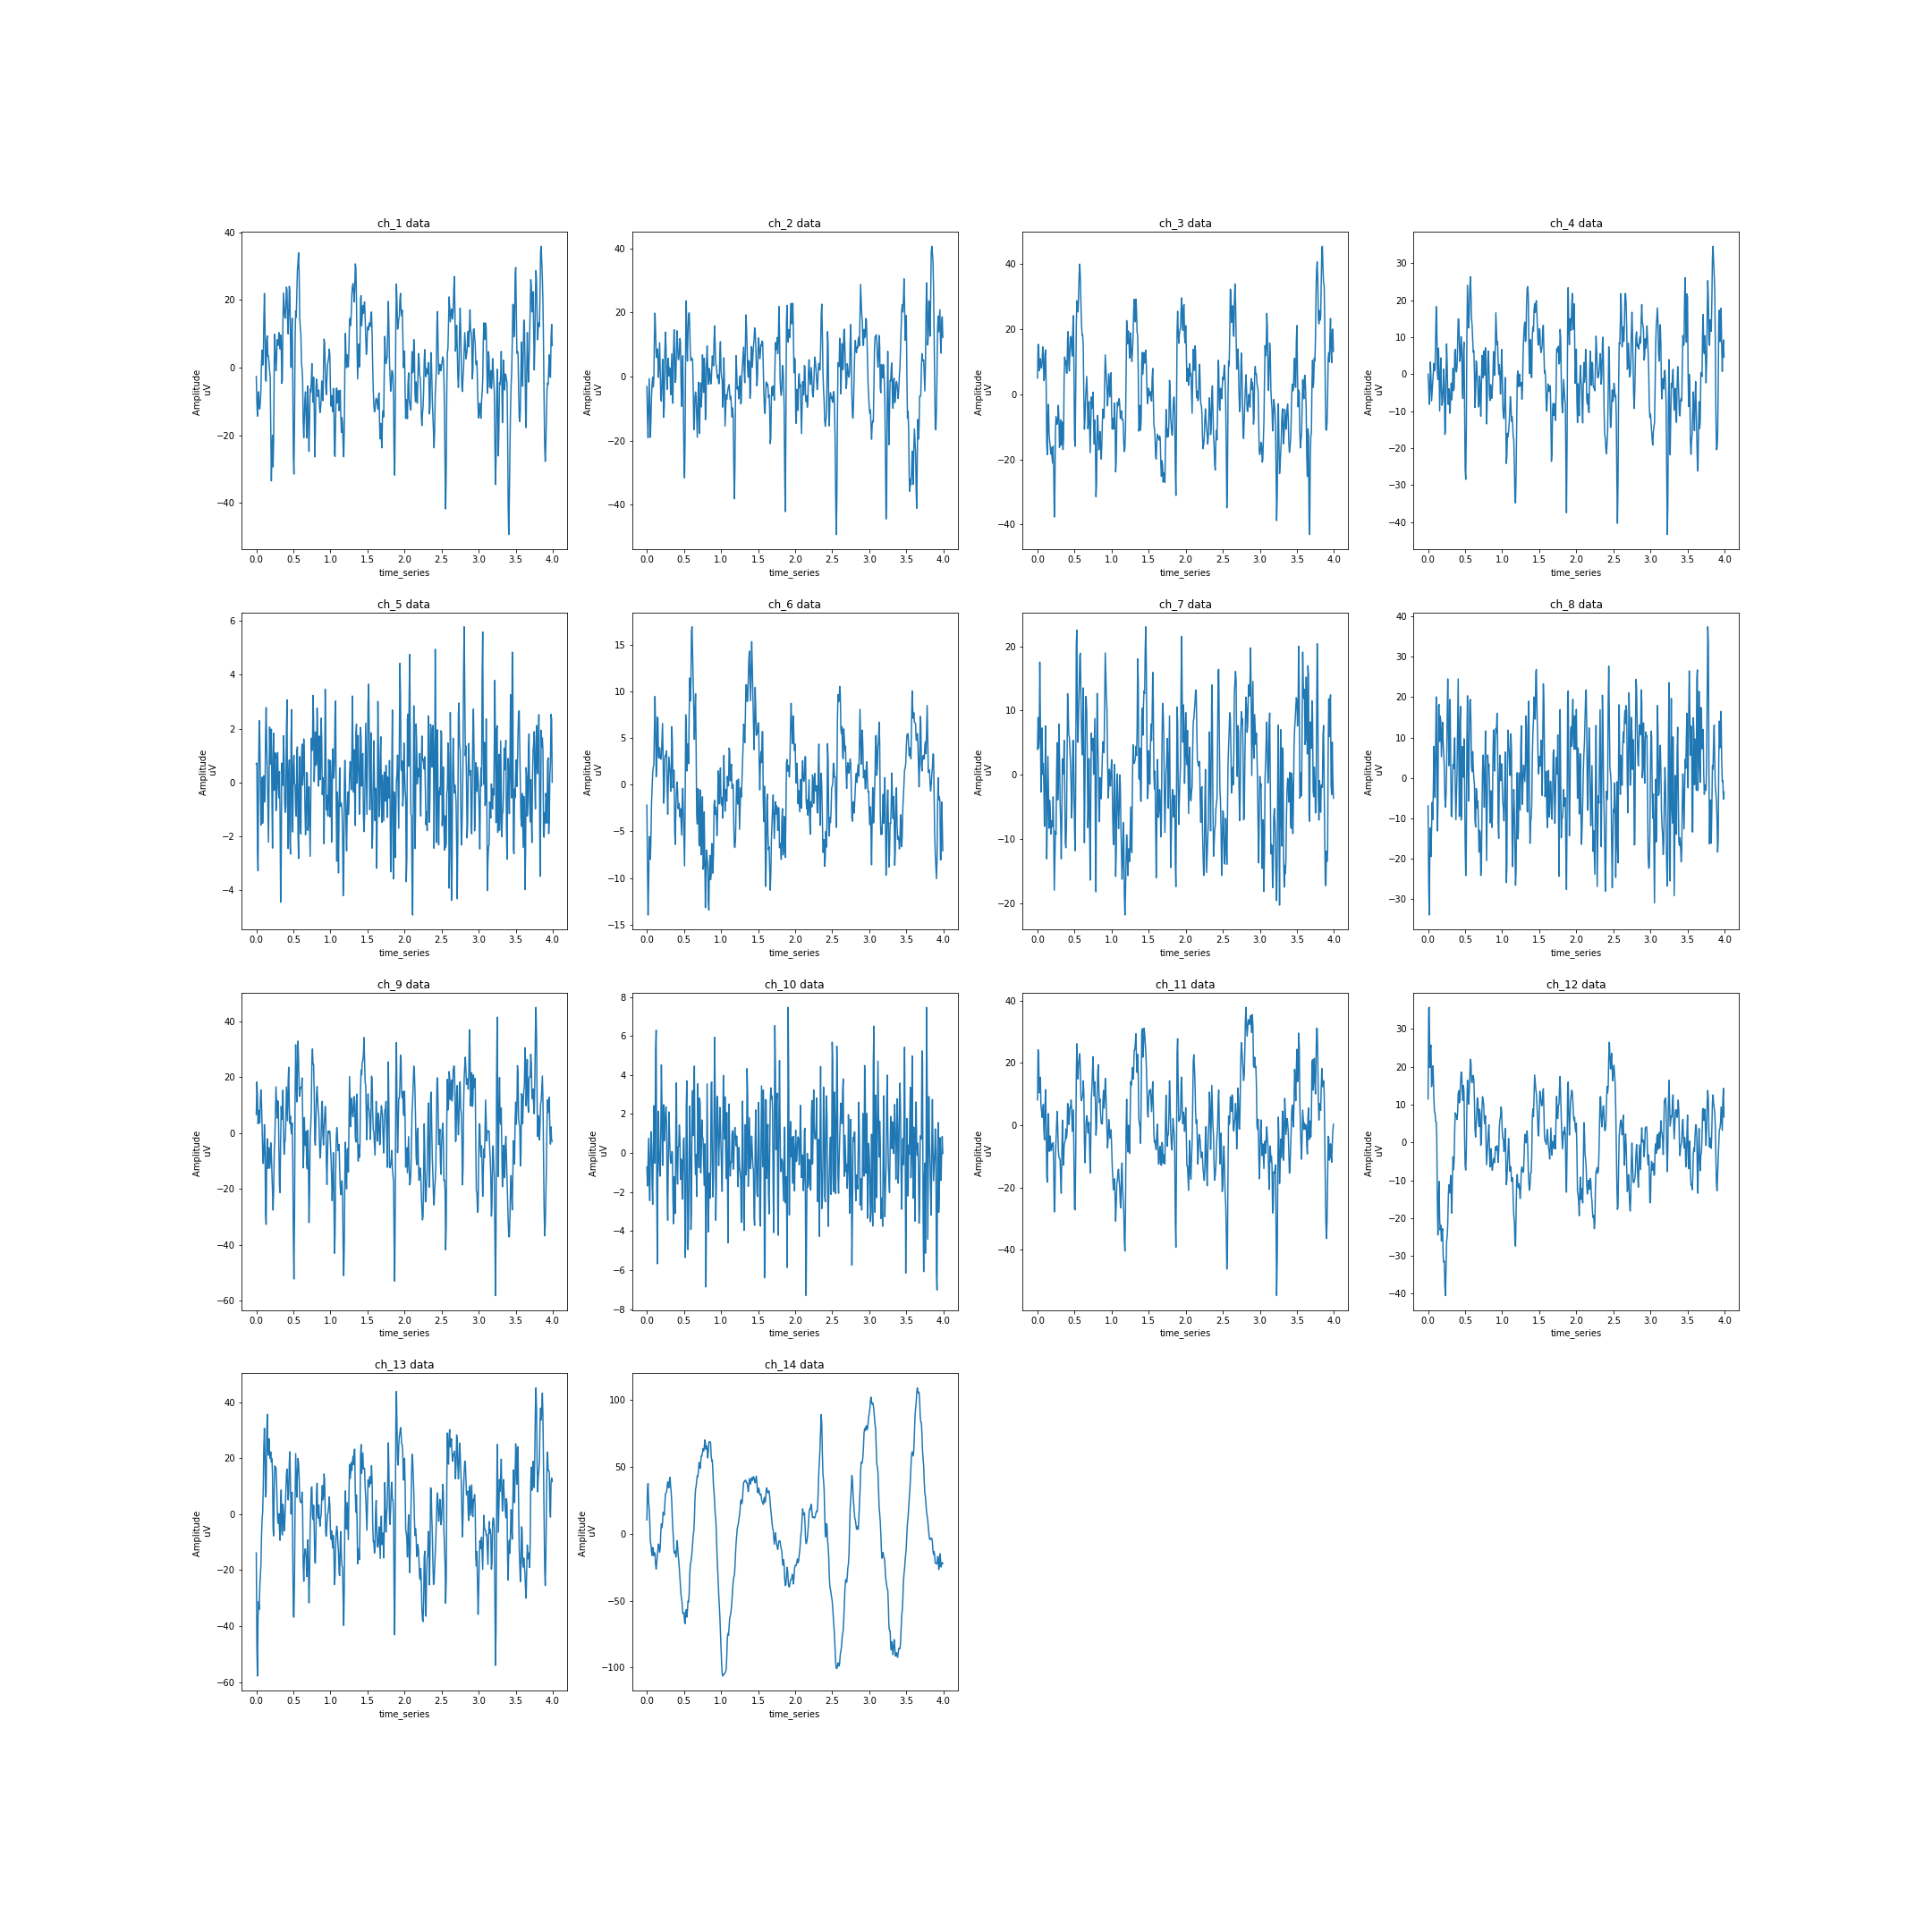 ch_1 data
40
20
0
−20
−40
Amplitude
uV
0.0 0.5 1.0 1.5 2.0 2.5 3.0 3.5 4.0
time_series
ch_2 data
40
20
0
−20
−40
Amplitude
uV
0.0 0.5 1.0 1.5 2.0 2.5 3.0 3.5 4.0
time_series
ch_3 data
40
20
0
−20
−40
Amplitude
uV
0.0 0.5 1.0 1.5 2.0 2.5 3.0 3.5 4.0
time_series
ch_4 data
30
20
10
0
−10
−20
−30
−40
Amplitude
uV
0.0 0.5 1.0 1.5 2.0 2.5 3.0 3.5 4.0
time_series
ch_5 data
6
4
2
0
−2
−4
Amplitude
uV
0.0 0.5 1.0 1.5 2.0 2.5 3.0 3.5 4.0
time_series
ch_6 data
15
10
5
0
−5
−10
−15
Amplitude
uV
0.0 0.5 1.0 1.5 2.0 2.5 3.0 3.5 4.0
time_series
ch_7 data
20
10
0
−10
−20
Amplitude
uV
0.0 0.5 1.0 1.5 2.0 2.5 3.0 3.5 4.0
time_series
ch_8 data
40
30
20
10
0
−10
−20
−30
Amplitude
uV
0.0 0.5 1.0 1.5 2.0 2.5 3.0 3.5 4.0
time_series
ch_9 data
40
20
0
−20
−40
−60
Amplitude
uV
0.0 0.5 1.0 1.5 2.0 2.5 3.0 3.5 4.0
time_series
ch_10 data
8
6
4
2
0
−2
−4
−6
−8
Amplitude
uV
0.0 0.5 1.0 1.5 2.0 2.5 3.0 3.5 4.0
time_series
ch_11 data
40
20
0
−20
−40
Amplitude
uV
0.0 0.5 1.0 1.5 2.0 2.5 3.0 3.5 4.0
time_series
ch_12 data
30
20
10
0
−10
−20
−30
−40
Amplitude
uV
0.0 0.5 1.0 1.5 2.0 2.5 3.0 3.5 4.0
time_series
ch_13 data
40
20
0
−20
−40
−60
Amplitude
uV
0.0 0.5 1.0 1.5 2.0 2.5 3.0 3.5 4.0
time_series
ch_14 data
100
50
0
−50
−100
Amplitude
uV
0.0 0.5 1.0 1.5 2.0 2.5 3.0 3.5 4.0
time_series